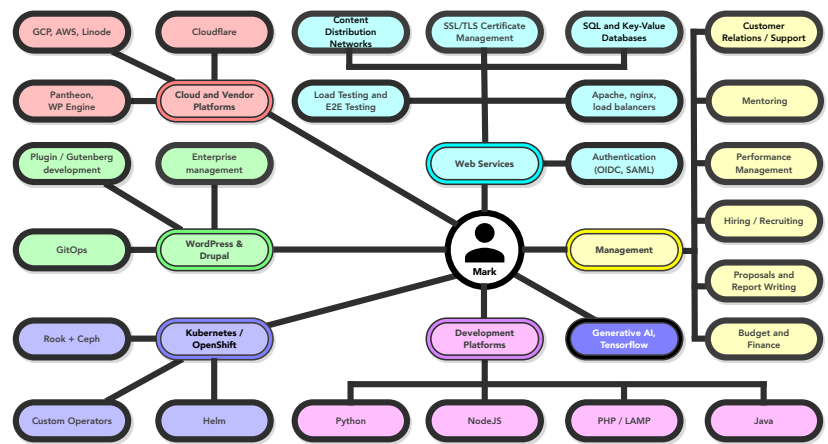 GCP, AWS, Linode
Cloudflare
Content
Distribution
Networks
SSL/TLS Certificate
Management
SQL and Key-Value
Databases
Customer
Relations / Support
Pantheon,
WP Engine
Cloud and Vendor
Platforms
Load Testing and
E2E Testing
Apache, nginx,
load balancers
Mentoring
Plugin / Gutenberg
development
Enterprise
management
Web Services
Authentication
(OIDC, SAML)
Performance
Management
Hiring / Recruiting
GitOps
WordPress &
Drupal
Mark
Management
Proposals and
Report Writing
Rook + Ceph
Kubernetes /
OpenShift
Development
Platforms
Generative AI,
Tensorflow
Budget and
Finance
Custom Operators
Helm
Python
NodeJS
PHP / LAMP
Java